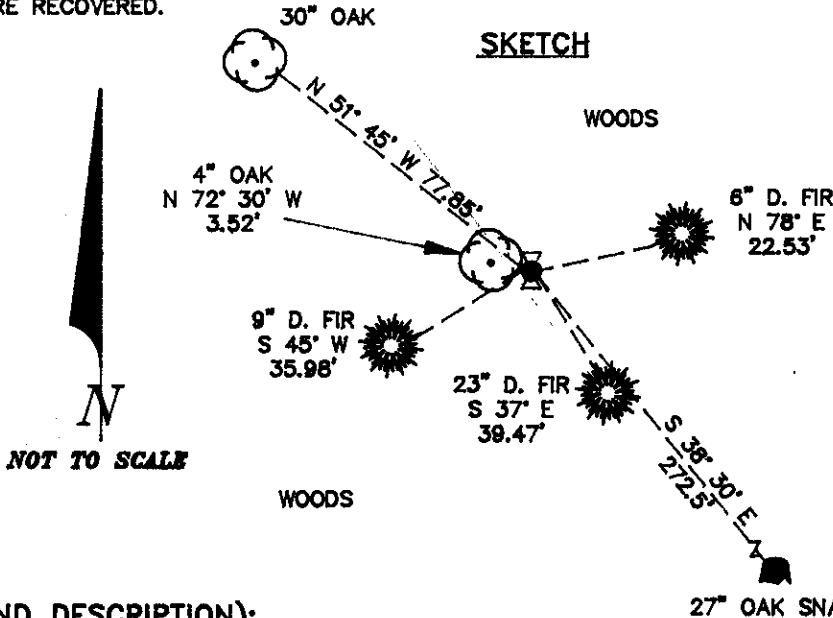 RE RECOVERED.
30" OAK
SKETCH
WOODS
N 51° 45' W 77.85'
4" OAK
N 72° 30' W
3.52'
6" D. FIR
N 78° E
22.53'
9" D. FIR
S 45° W
35.98'
23" D. FIR
S 37° E
39.47'
S 38° 30' E
272.5'
N
NOT TO SCALE
WOODS
27" OAK SNA
ND DESCRIPTION):